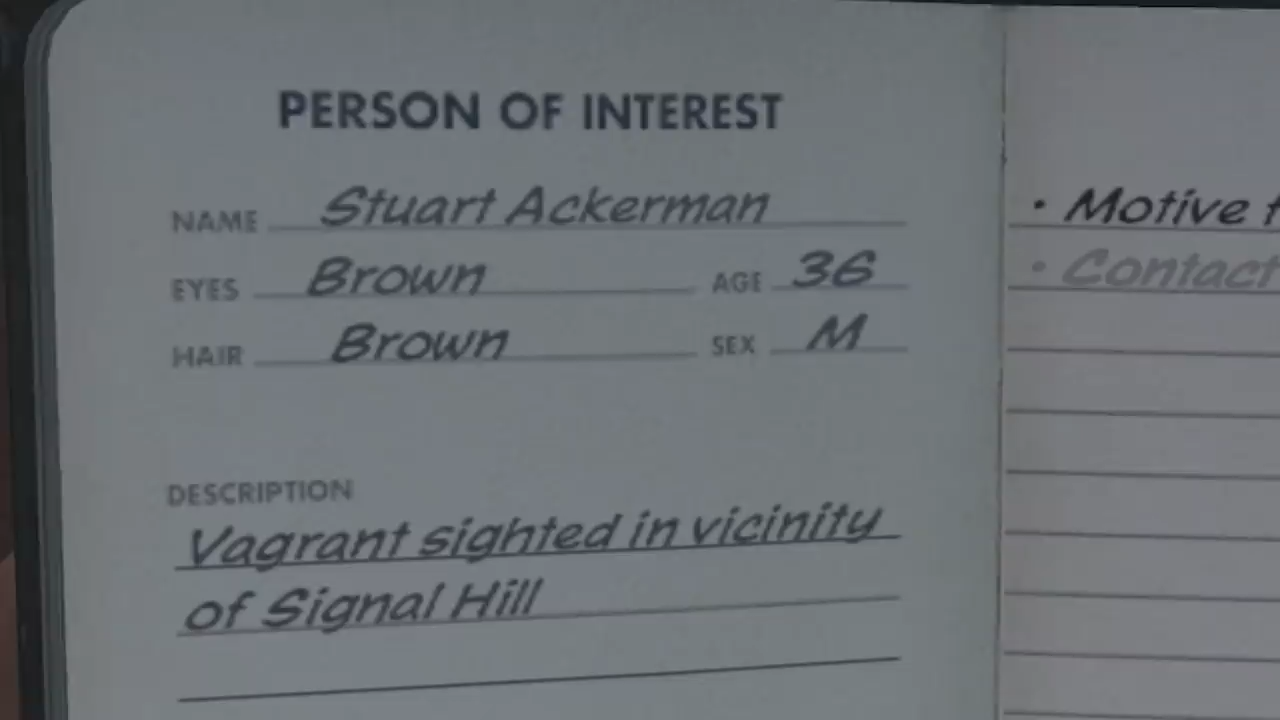 PERSON OF INTEREST
NAME Stuart Ackerman
EYES Brown AGE 36
HAIR Brown SEX M
DESCRIPTION
Vagrant sighted in vicinity
of Signal Hill
• Motive
• Contact